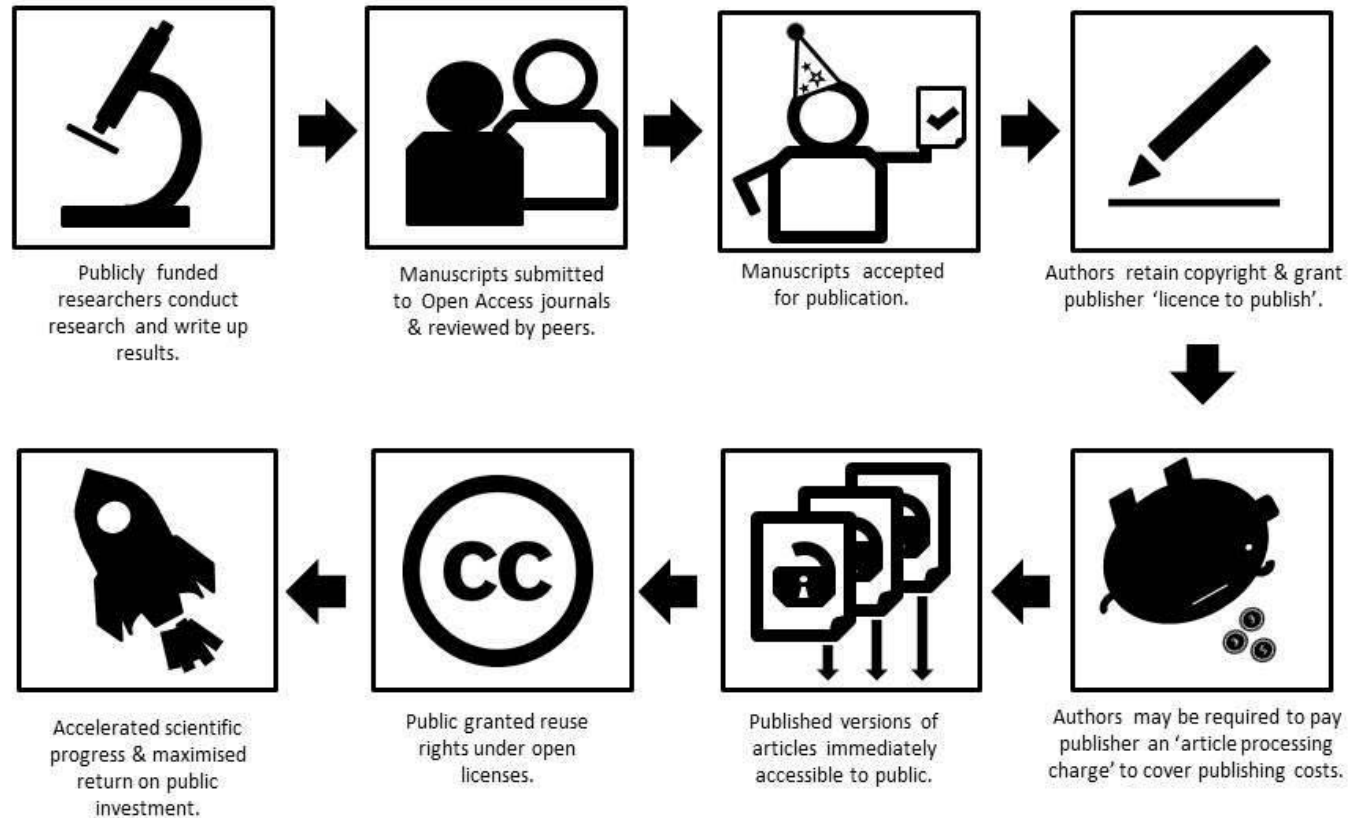 Publicly funded
researchers conduct
research and write up
results.
Manuscripts submitted
to Open Access journals
& reviewed by peers.
Manuscripts accepted
for publication.
Authors retain copyright & grant
publisher ‘licence to publish’.
Authors may be required to pay
publisher an ‘article processing
charge’ to cover publishing costs.
Published versions of
articles immediately
accessible to public.
cc
Public granted reuse
rights under open
licenses.
Accelerated scientific
progress & maximised
return on public
investment.